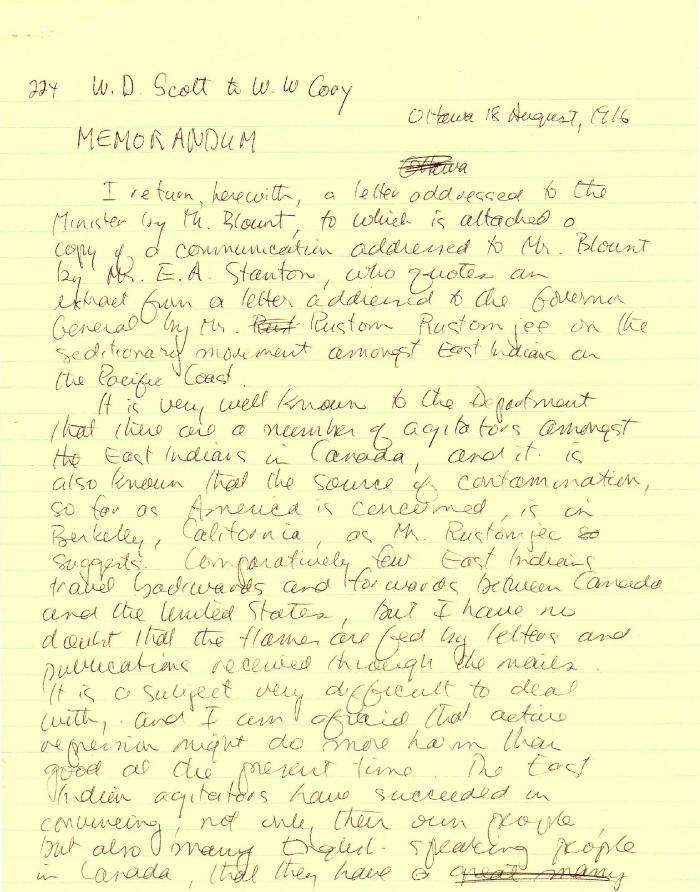 224 W. D. Scott to W. W Cory
Ottawa 18 August, 1916
MEMORANDUM
Ottawa
I return, herewith, a letter addressed to the
Minister by Mr. Blount, to which is attached a
copy of a communication addressed to Mr. Blount
by Mr. E.A. Stanton, who quotes an
extract from a letter addressed to the Governor
General by Mr. Rust Rustom Rustomjee on the
seditionary movement amongst East Indians on
the Pacific Coast.
It is very well known to the Department
that there are a number of agitators amongst
the East Indians in Canada, and it is
also known that the source of contamination,
so far as America is concerned, is in
Berkeley, California, as Mr. Rustomjee so
suggests. Comparatively few East Indians
travel backwards and forwards between Canada
and the United States, but I have no
doubt that the flames are fed by letters and
publications received through the mails.
It is a subject very difficult to deal
with, and I am afraid that active
repression might do more harm than
good at the present time. The East
Indian agitators have succeeded in
convincing, not only their own people,
but also many English-speaking people
in Canada, that they have a great many